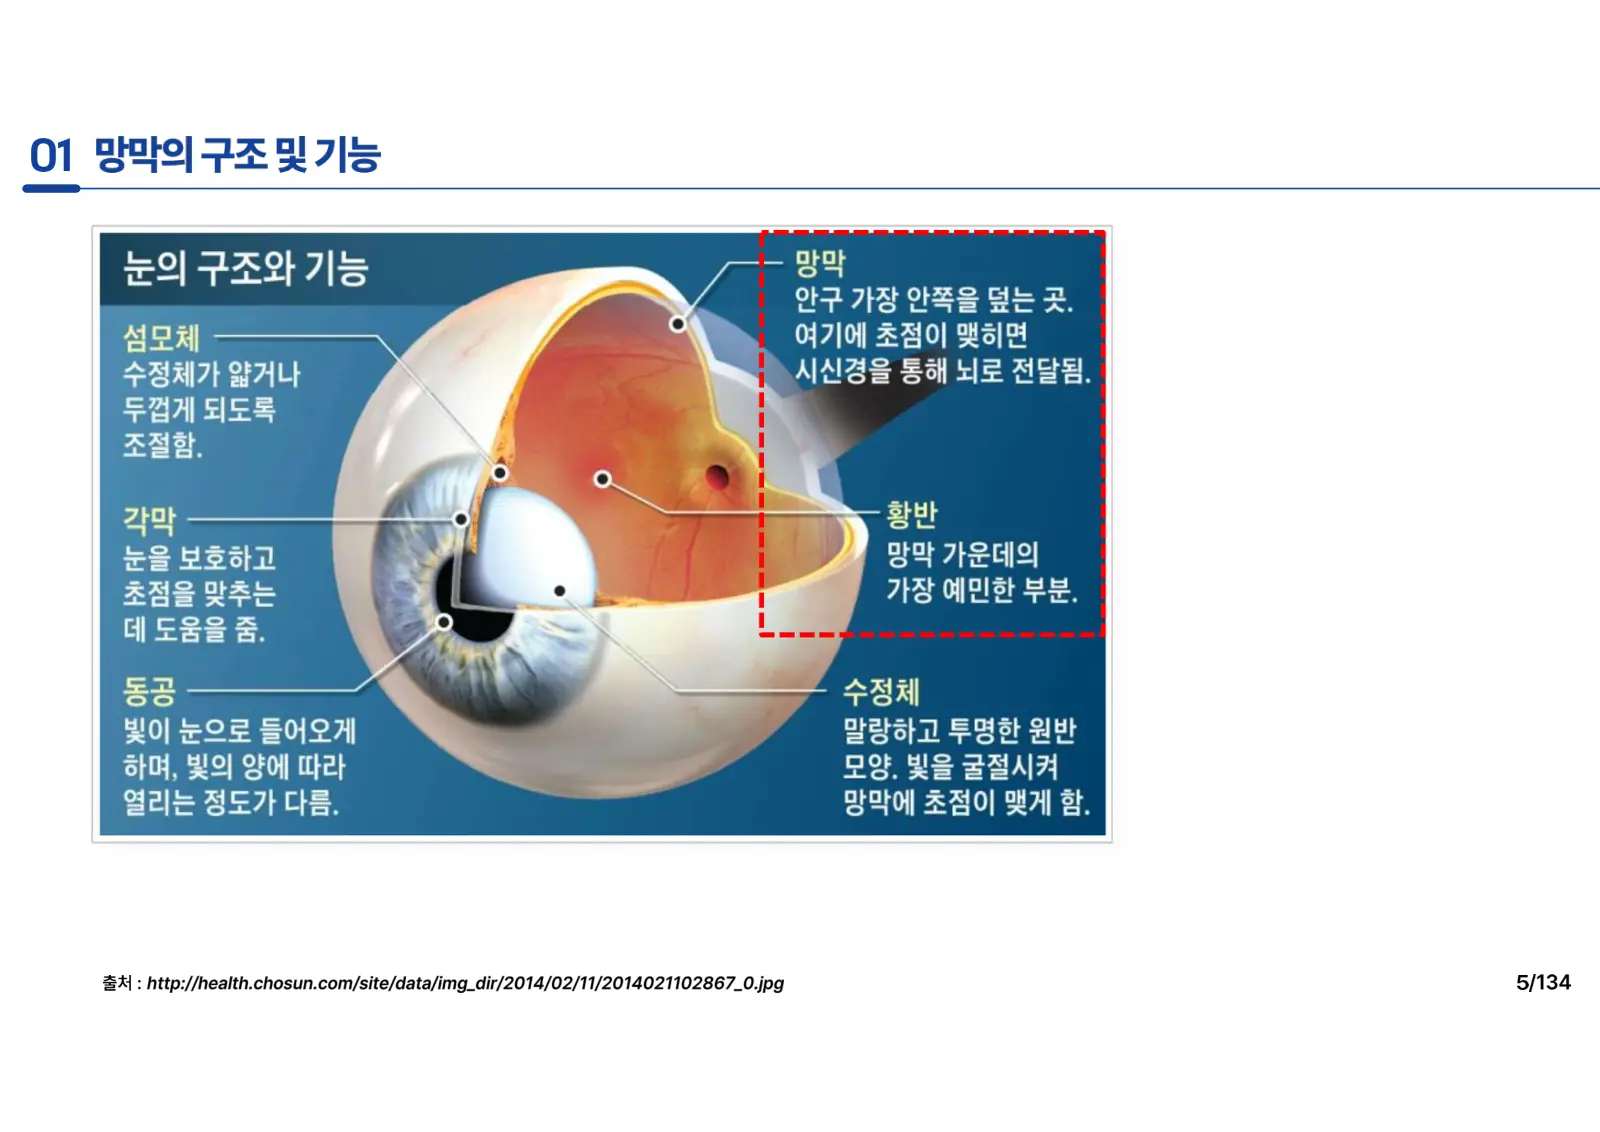 01 망막의 구조 및 기능
눈의 구조와 기능
섬모체
수정체가 얇거나
두껍게 되도록
조절함.
각막
눈을 보호하고
초점을 맞추는
데 도움을 줌.
동공
빛이 눈으로 들어오게
하며, 빛의 양에 따라
열리는 정도가 다름.
망막
안구 가장 안쪽을 덮는 곳.
여기에 초점이 맺히면
시신경을 통해 뇌로 전달됨.
황반
망막 가운데의
가장 예민한 부분.
수정체
말랑하고 투명한 원반
모양. 빛을 굴절시켜
망막에 초점이 맺게 함.
출처 : http://health.chosun.com/site/data/img_dir/2014/02/11/2014021102867_0.jpg
5/134